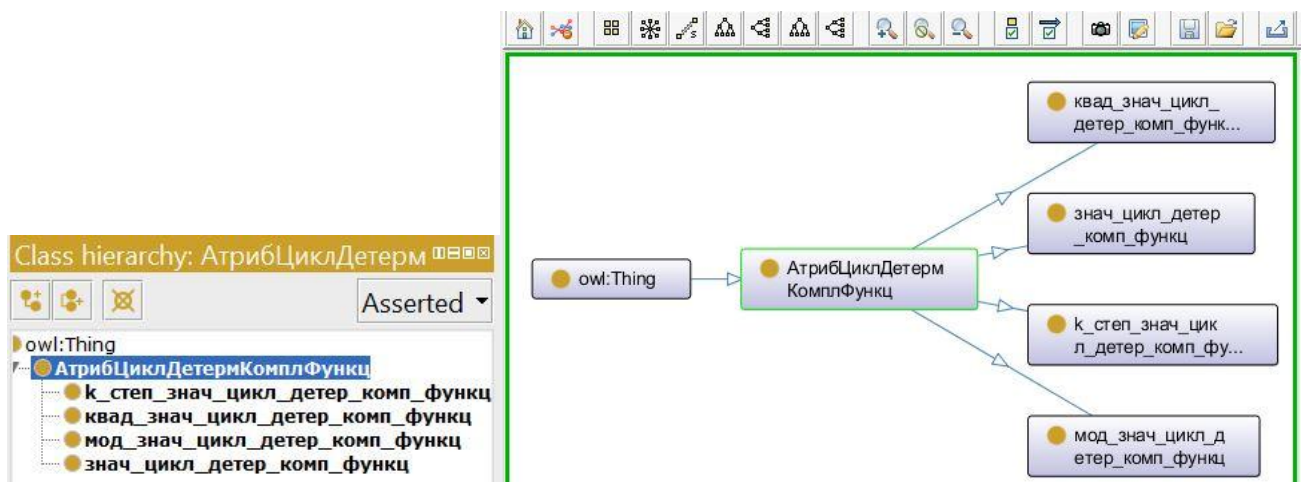 Class hierarchy: АтрибЦиклДетерм
Asserted
owl:Thing
АтрибЦиклДетермКомплФункц
k_степ_знач_цикл_детер_комп_функц
квад_знач_цикл_детер_комп_функц
мод_знач_цикл_детер_комп_функц
знач_цикл_детер_комп_функц
owl:Thing
АтрибЦиклДетерм
КомплФункц
квад_знач_цикл_
детер_комп_функ...
знач_цикл_детер
_комп_функц
k_степ_знач_цик
л_детер_комп_фу...
мод_знач_цикл_д
етер_комп_функц